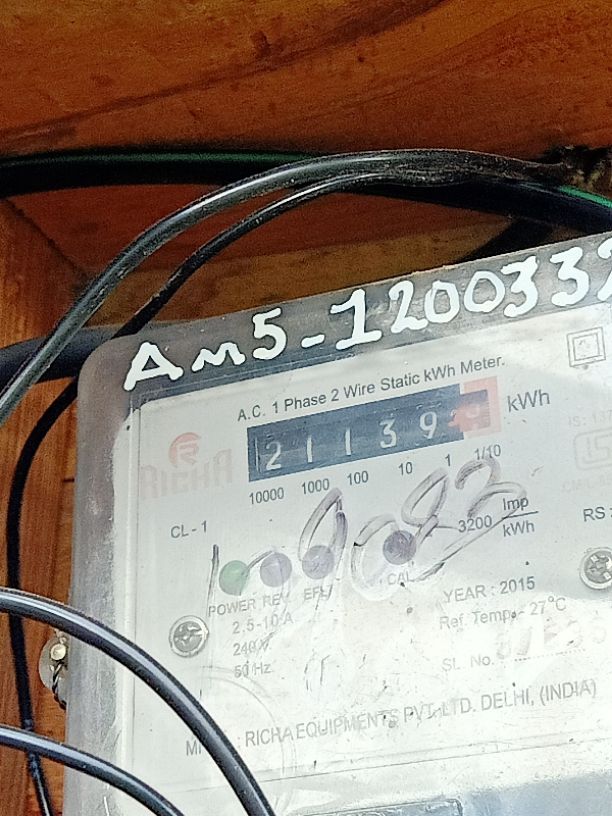 Am5-120033
A.C. 1 Phase 2 Wire Static kWh Meter.
21139 kWh
RICHA
10000 1000 100 10 1 1/10
CL - 1
3200 Imp/kWh
RS
POWER REV EFL CAL
YEAR : 2015
2.5-10 A
Ref. Temp. - 27°C
240V
50 Hz
Sl. No.
RICHA EQUIPMENTS PVT. LTD. DELHI, (INDIA)